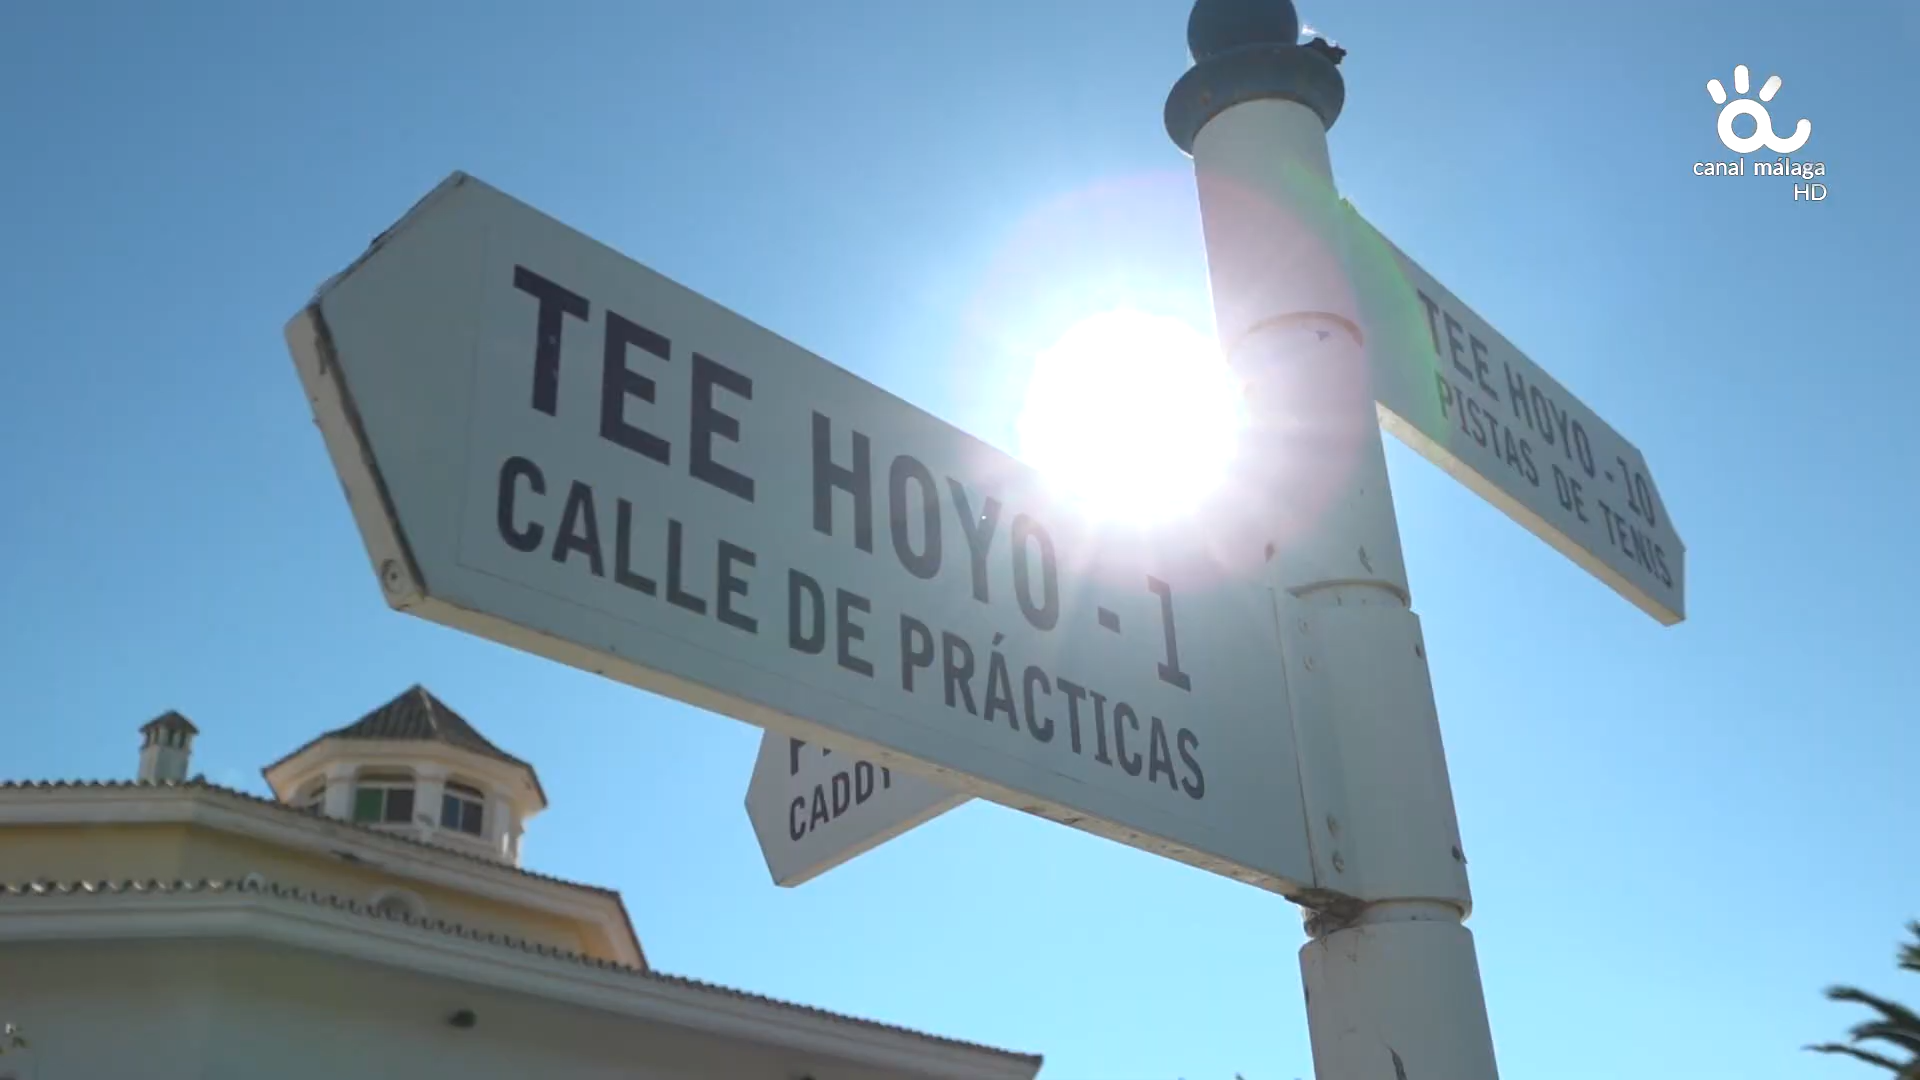 canal málaga
HD
TEE HOYO - 1
CALLE DE PRÁCTICAS
TEE HOYO - 10
PISTAS DE TENIS
CADDY